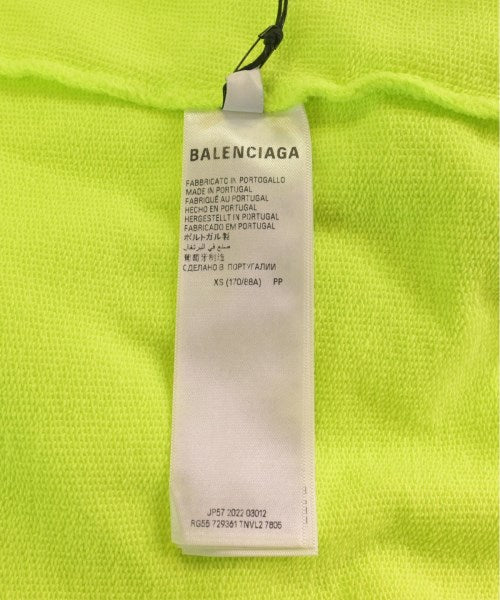 BALENCIAGA
FABBRICATO IN PORTOGALLO
MADE IN PORTUGAL
FABRIQUÉ AU PORTUGAL
HECHO EN PORTUGAL
HERGESTELLT IN PORTUGAL
FABRICADO EM PORTUGAL
ポルトガル製
صنع في البرتغال
葡萄牙制造
СДЕЛАНО В ПОРТУГАЛИИ
XS (170/88A) PP
JP57 2022 03012
RG55 729361 TNVL2 7805